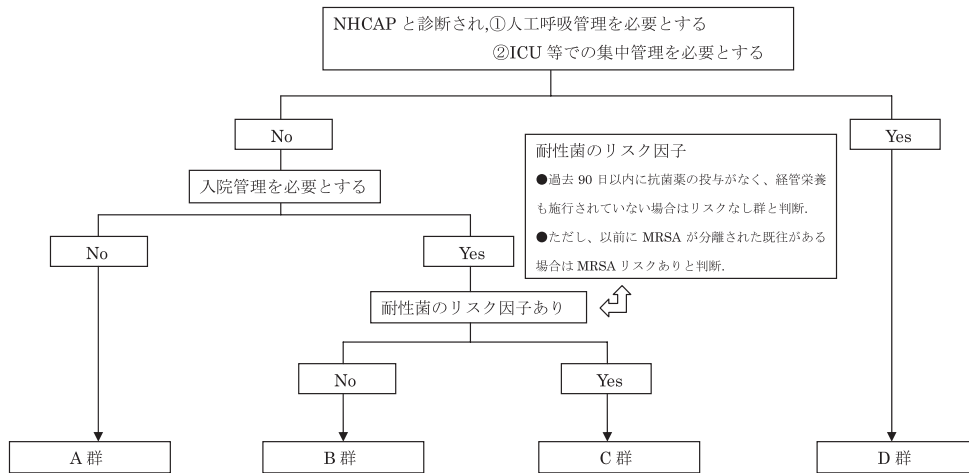 NHCAP と診断され,①人工呼吸管理を必要とする
②ICU 等での集中管理を必要とする
No
Yes
耐性菌のリスク因子
●過去 90 日以内に抗菌薬の投与がなく、経管栄養
も施行されていない場合はリスクなし群と判断.
●ただし、以前に MRSA が分離された既往がある
場合は MRSA リスクありと判断.
入院管理を必要とする
No
Yes
耐性菌のリスク因子あり
No
Yes
A 群
B 群
C 群
D 群